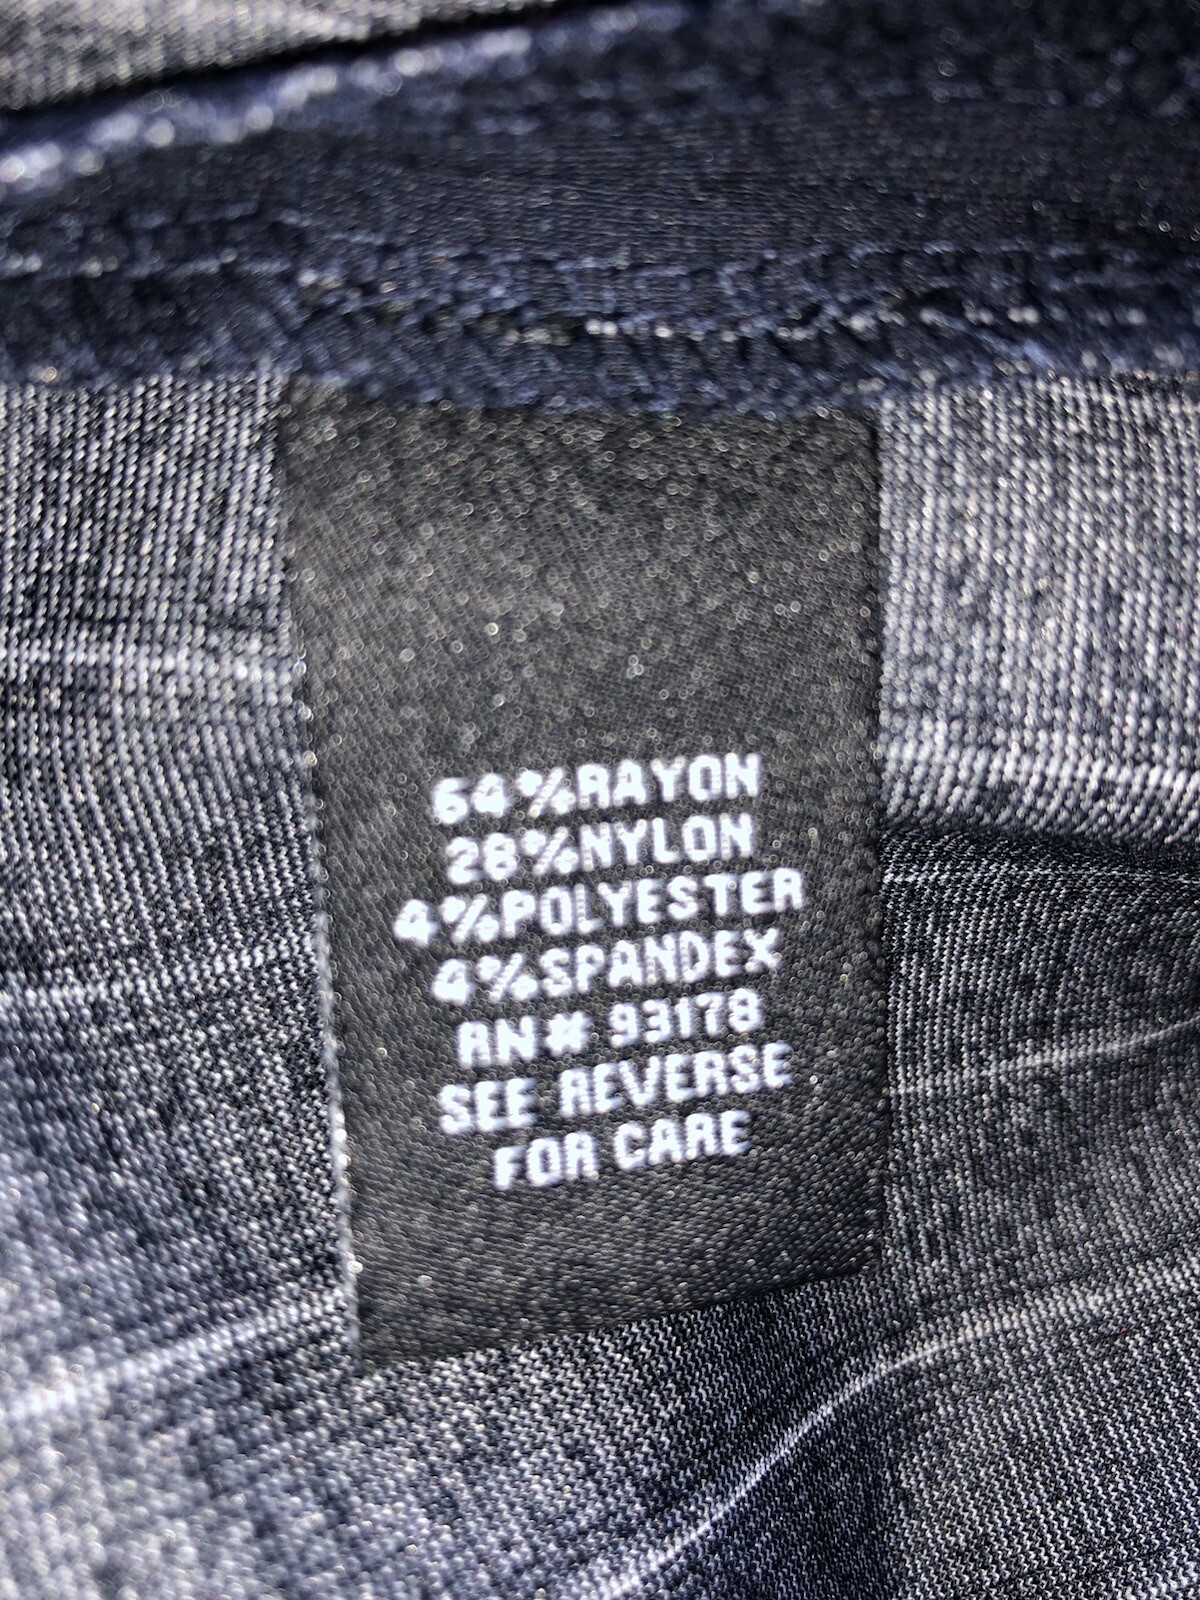 64%RAYON
28%NYLON
4%POLYESTER
4%SPANDEX
RN# 93178
SEE REVERSE
FOR CARE